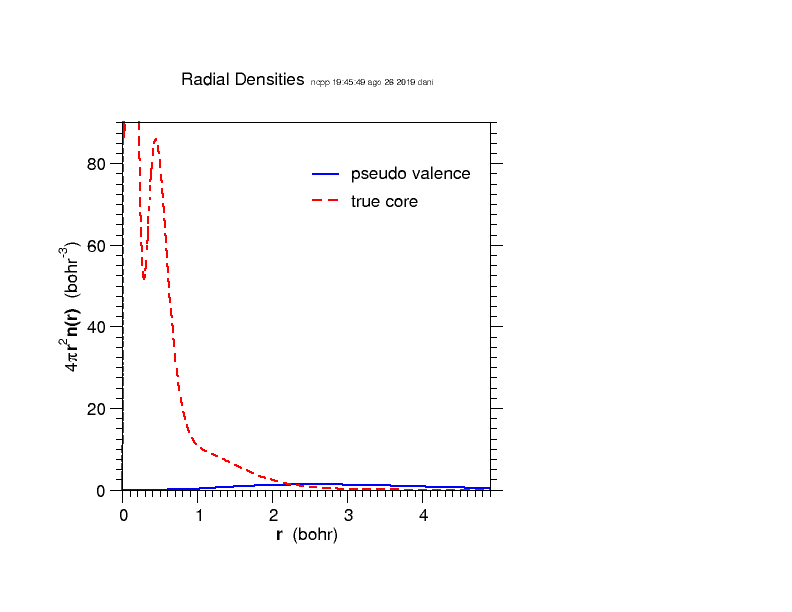 Radial Densities ncpp 19:45:49 ago 26 2019 dani
pseudo valence
true core
80
60
40
20
0
4πr²n(r) (bohr⁻³)
0 1 2 3 4
r (bohr)